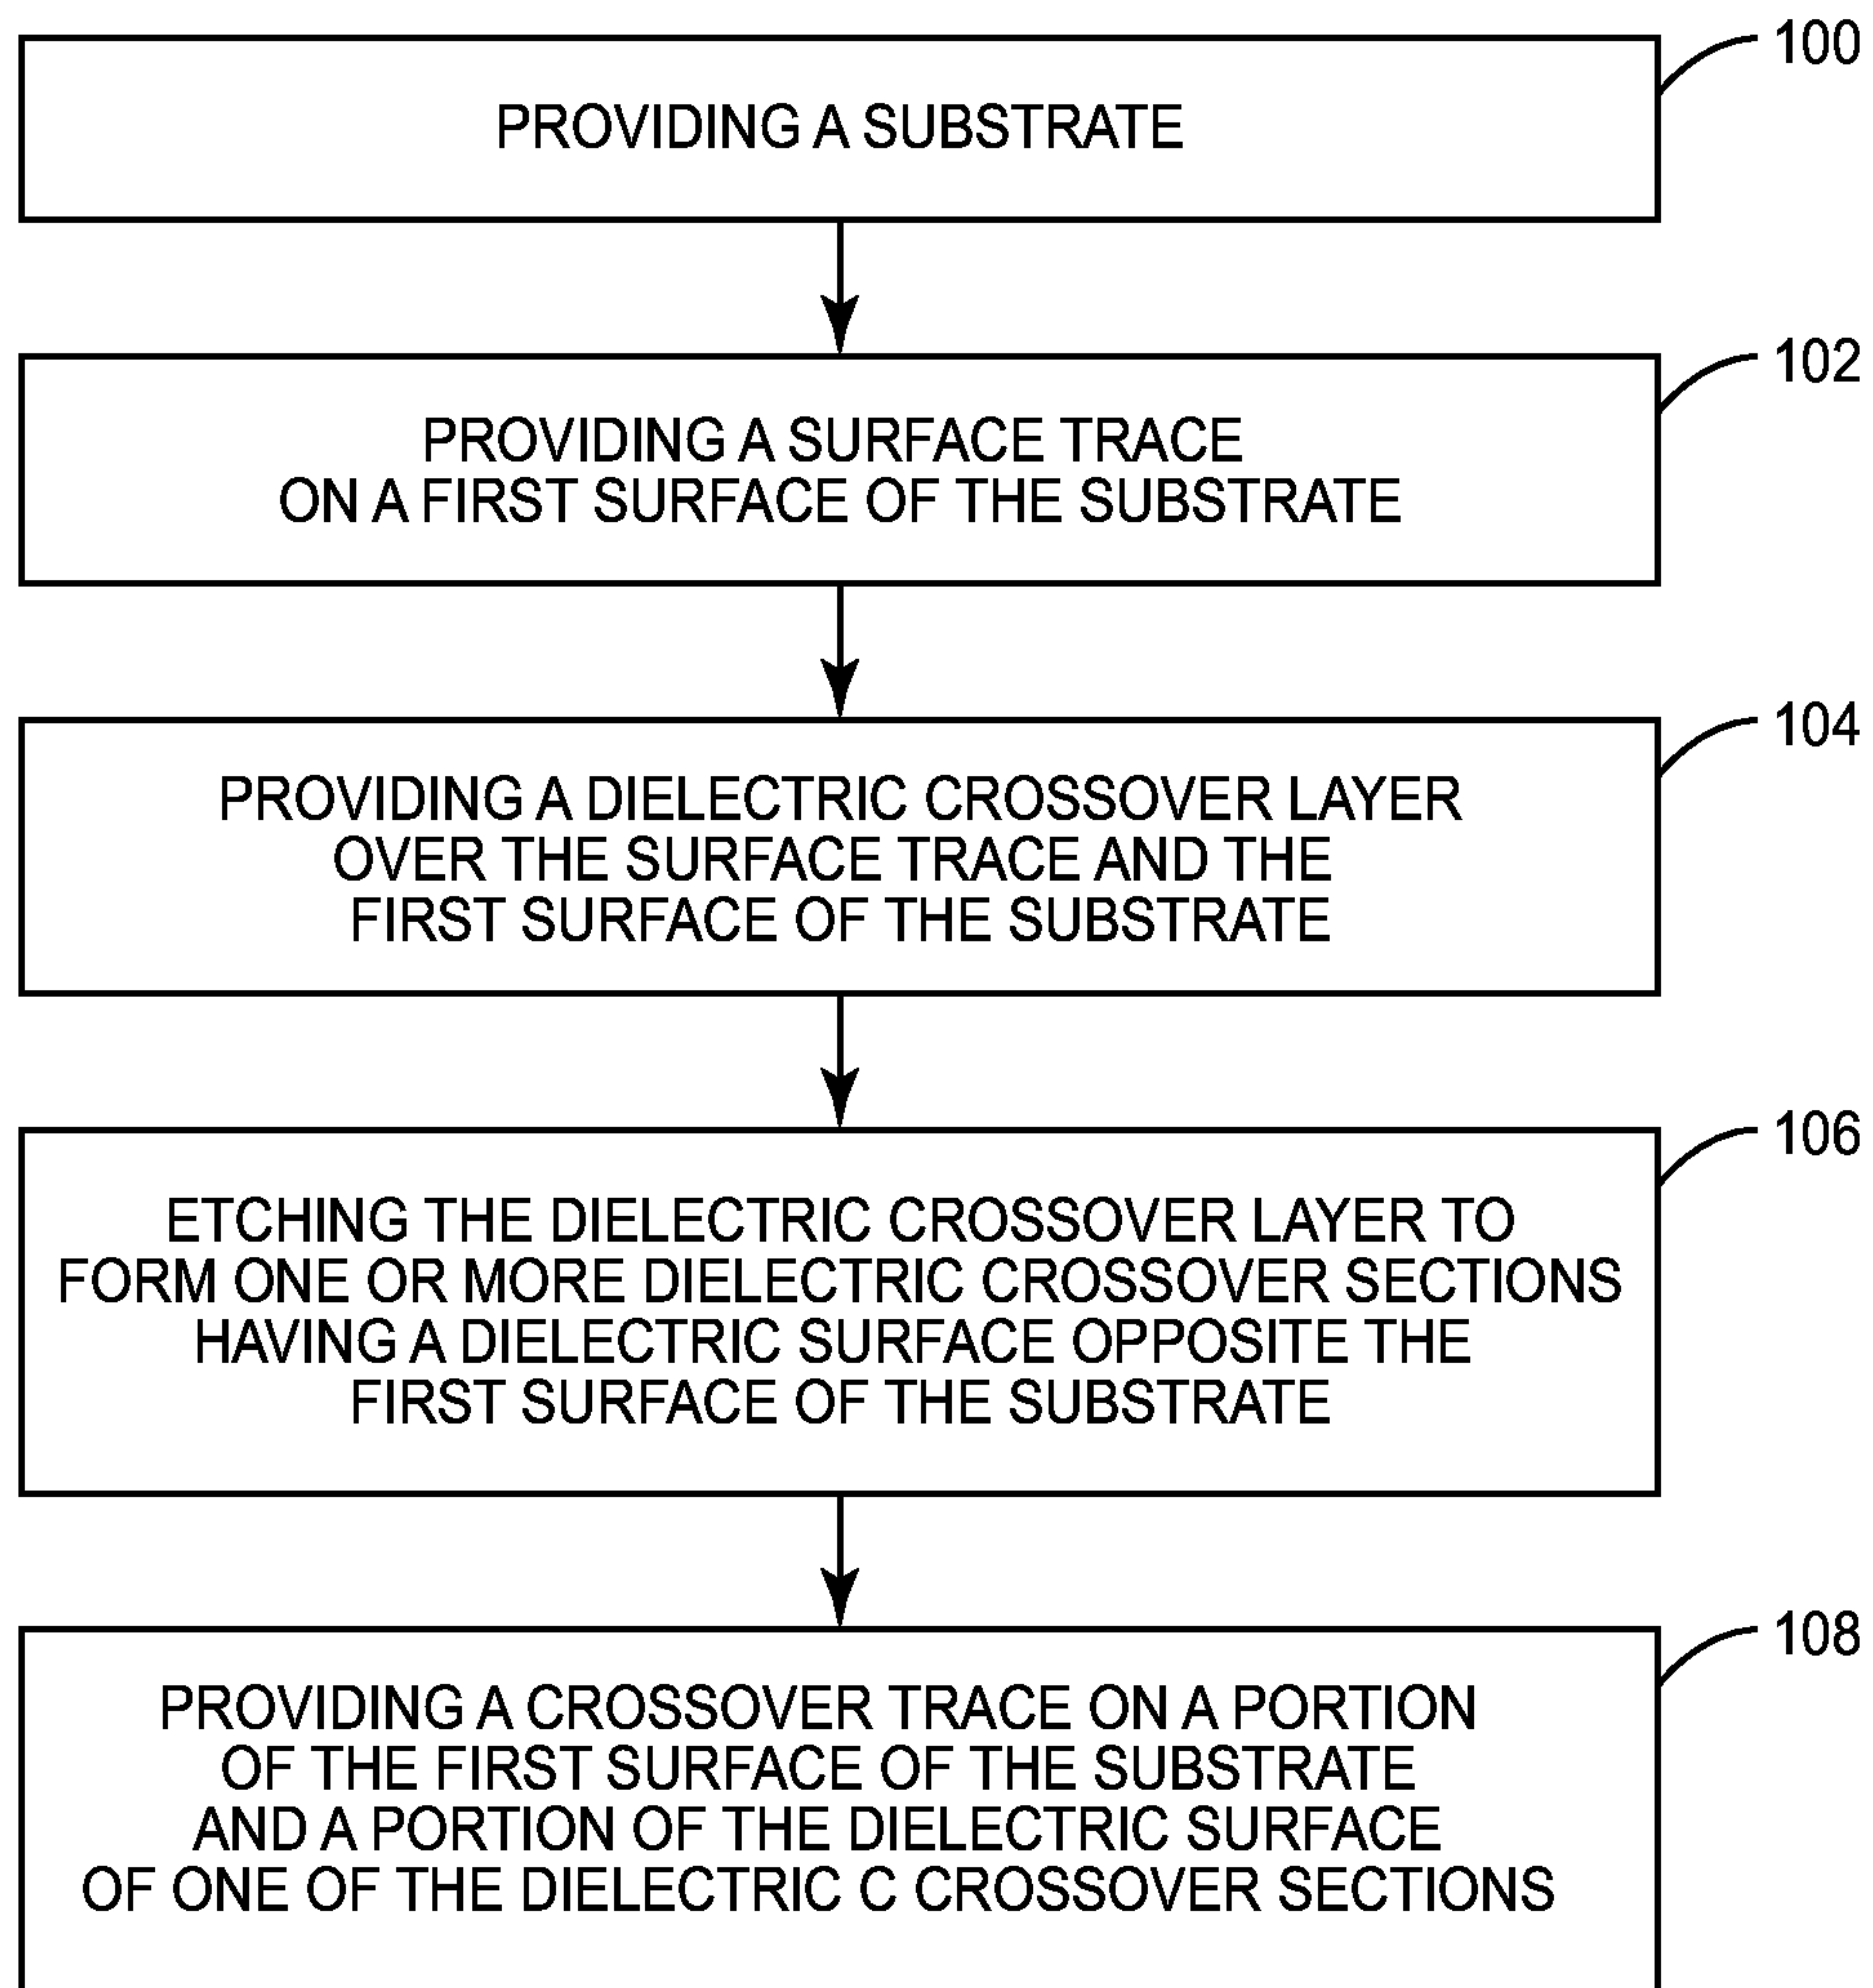 100
PROVIDING A SUBSTRATE
102
PROVIDING A SURFACE TRACE
ON A FIRST SURFACE OF THE SUBSTRATE
104
PROVIDING A DIELECTRIC CROSSOVER LAYER
OVER THE SURFACE TRACE AND THE
FIRST SURFACE OF THE SUBSTRATE
106
ETCHING THE DIELECTRIC CROSSOVER LAYER TO
FORM ONE OR MORE DIELECTRIC CROSSOVER SECTIONS
HAVING A DIELECTRIC SURFACE OPPOSITE THE
FIRST SURFACE OF THE SUBSTRATE
108
PROVIDING A CROSSOVER TRACE ON A PORTION
OF THE FIRST SURFACE OF THE SUBSTRATE
AND A PORTION OF THE DIELECTRIC SURFACE
OF ONE OF THE DIELECTRIC C CROSSOVER SECTIONS